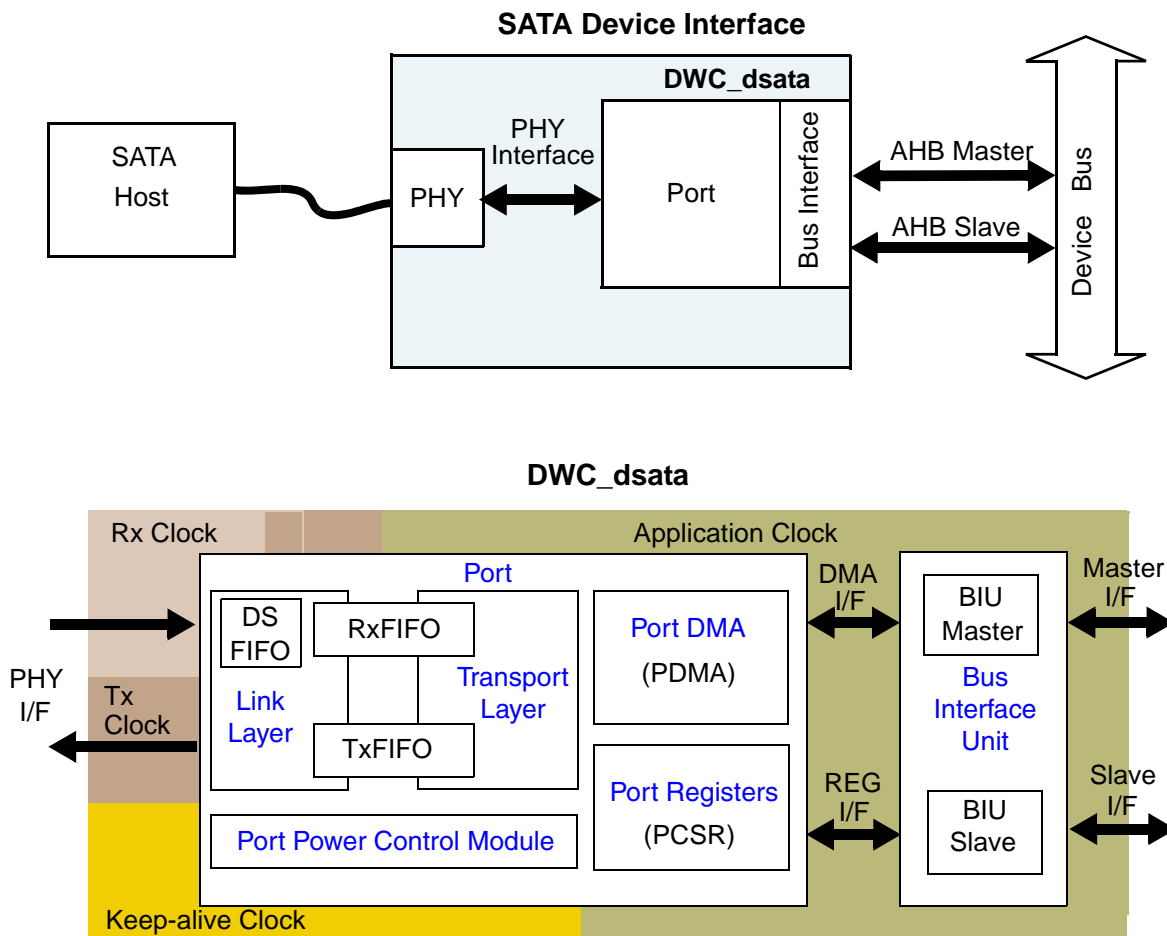 SATA Device Interface
DWC_dsata
SATA
Host
PHY
PHY
Interface
Port
Bus Interface
AHB Master
AHB Slave
Device Bus
DWC_dsata
Rx Clock
Application Clock
Port
DS
FIFO
RxFIFO
Link
Layer
Transport
Layer
TxFIFO
Port DMA
(PDMA)
Port Registers
(PCSR)
Port Power Control Module
DMA
I/F
REG
I/F
BIU
Master
Bus
Interface
Unit
BIU
Slave
Master
I/F
Slave
I/F
PHY
I/F
Tx
Clock
Keep-alive Clock